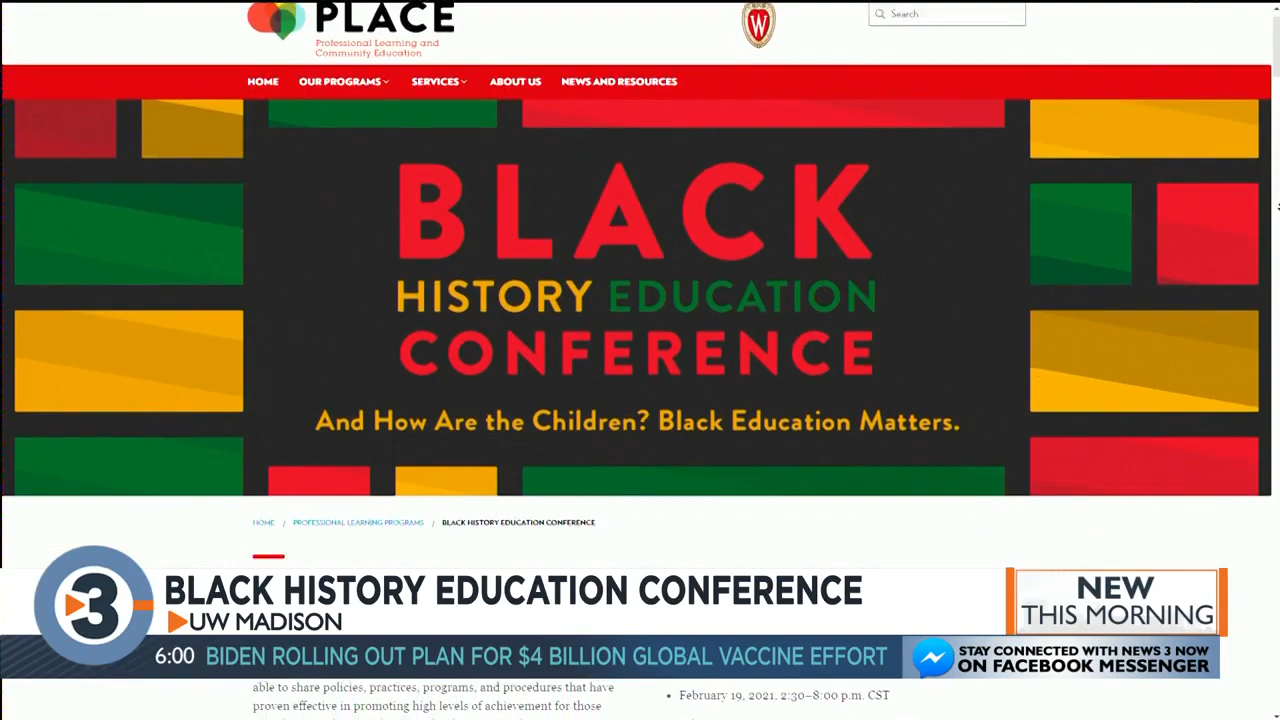 PLACE
Professional Learning and
Community Education
W
Search
HOME OUR PROGRAMS SERVICES ABOUT US NEWS AND RESOURCES
BLACK
HISTORY EDUCATION
CONFERENCE
And How Are the Children? Black Education Matters.
HOME / PROFESSIONAL LEARNING PROGRAMS / BLACK HISTORY EDUCATION CONFERENCE
3
BLACK HISTORY EDUCATION CONFERENCE
UW MADISON
NEW
THIS MORNING
6:00 BIDEN ROLLING OUT PLAN FOR $4 BILLION GLOBAL VACCINE EFFORT
STAY CONNECTED WITH NEWS 3 NOW
ON FACEBOOK MESSENGER
able to share policies, practices, programs, and procedures that have
proven effective in promoting high levels of achievement for those
• February 19, 2021, 2:30–8:00 p.m. CST